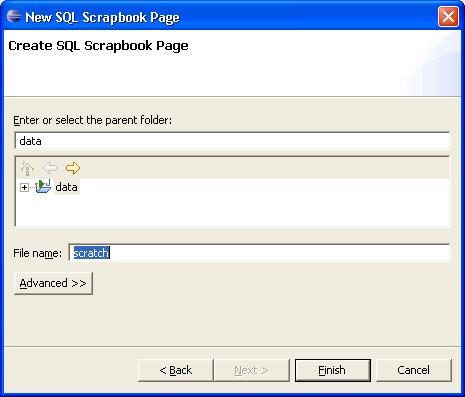 New SQL Scrapbook Page
Create SQL Scrapbook Page
Enter or select the parent folder:
data
data
File name: scratch
Advanced >>
< Back Next > Finish Cancel